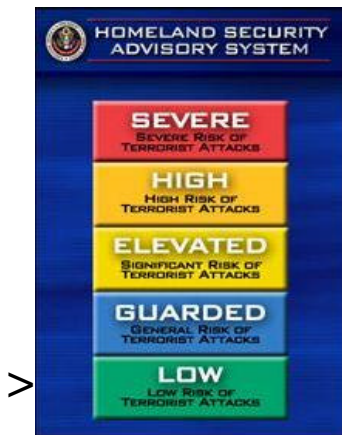 HOMELAND SECURITY
ADVISORY SYSTEM
SEVERE
SEVERE RISK OF
TERRORIST ATTACKS
HIGH
HIGH RISK OF
TERRORIST ATTACKS
ELEVATED
SIGNIFICANT RISK OF
TERRORIST ATTACKS
GUARDED
GENERAL RISK OF
TERRORIST ATTACKS
> LOW
LOW RISK OF
TERRORIST ATTACKS